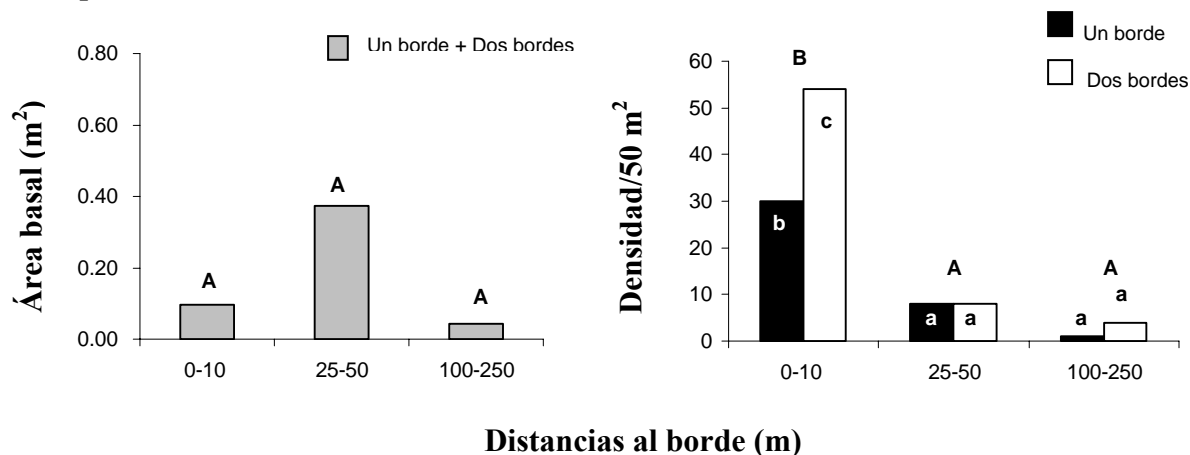 Un borde + Dos bordes
0.80
0.60
0.40
0.20
0.00
Área basal (m²)
A
A
A
0-10
25-50
100-250
Un borde
Dos bordes
60
50
40
30
20
10
0
Densidad/50 m²
B
b
c
A
a
a
A
a
a
0-10
25-50
100-250
Distancias al borde (m)